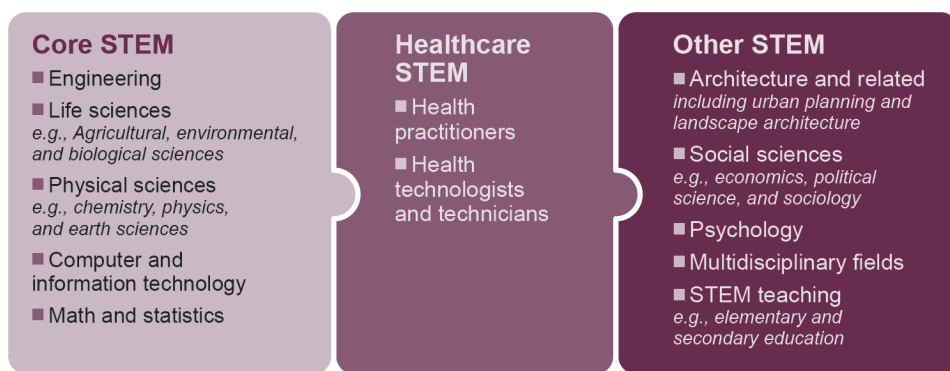 Core STEM
■ Engineering
■ Life sciences
e.g., Agricultural, environmental,
and biological sciences
■ Physical sciences
e.g., chemistry, physics,
and earth sciences
■ Computer and
information technology
■ Math and statistics
Healthcare
STEM
■ Health
practitioners
■ Health
technologists
and technicians
Other STEM
■ Architecture and related
including urban planning and
landscape architecture
■ Social sciences
e.g., economics, political
science, and sociology
■ Psychology
■ Multidisciplinary fields
■ STEM teaching
e.g., elementary and
secondary education